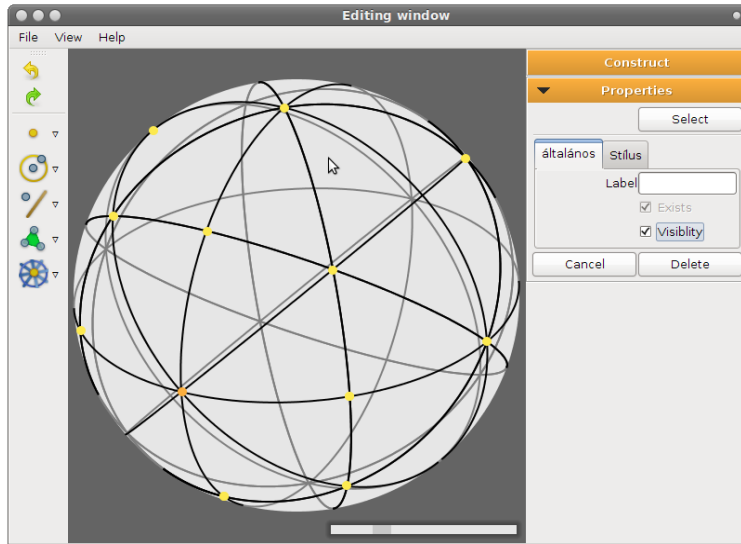 Editing window
File View Help
Construct
Properties
Select
általános Stílus
Label
Exists
Visiblity
Cancel Delete